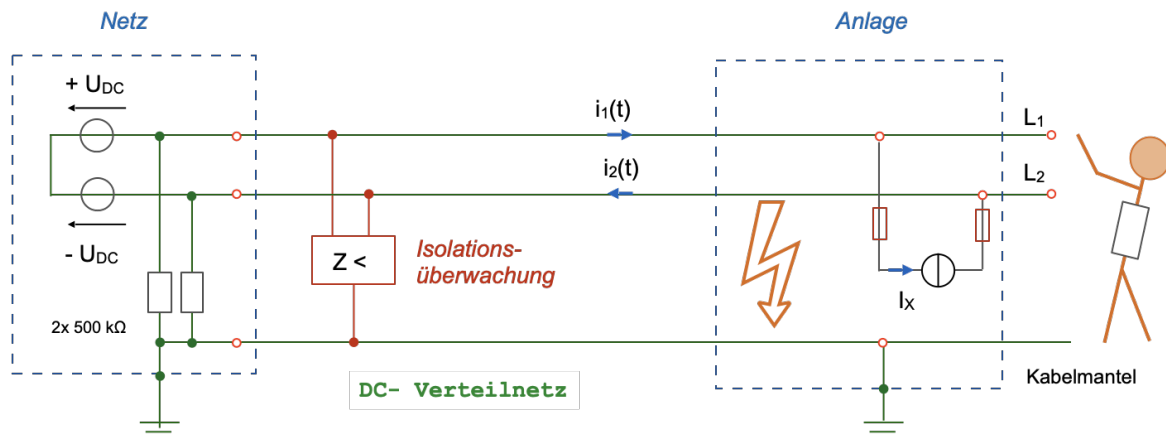 Netz
Anlage
+ UDC
i1(t)
L1
i2(t)
L2
- UDC
Isolations-
überwachung
Z <
IX
2x 500 kΩ
DC- Verteilnetz
Kabelmantel